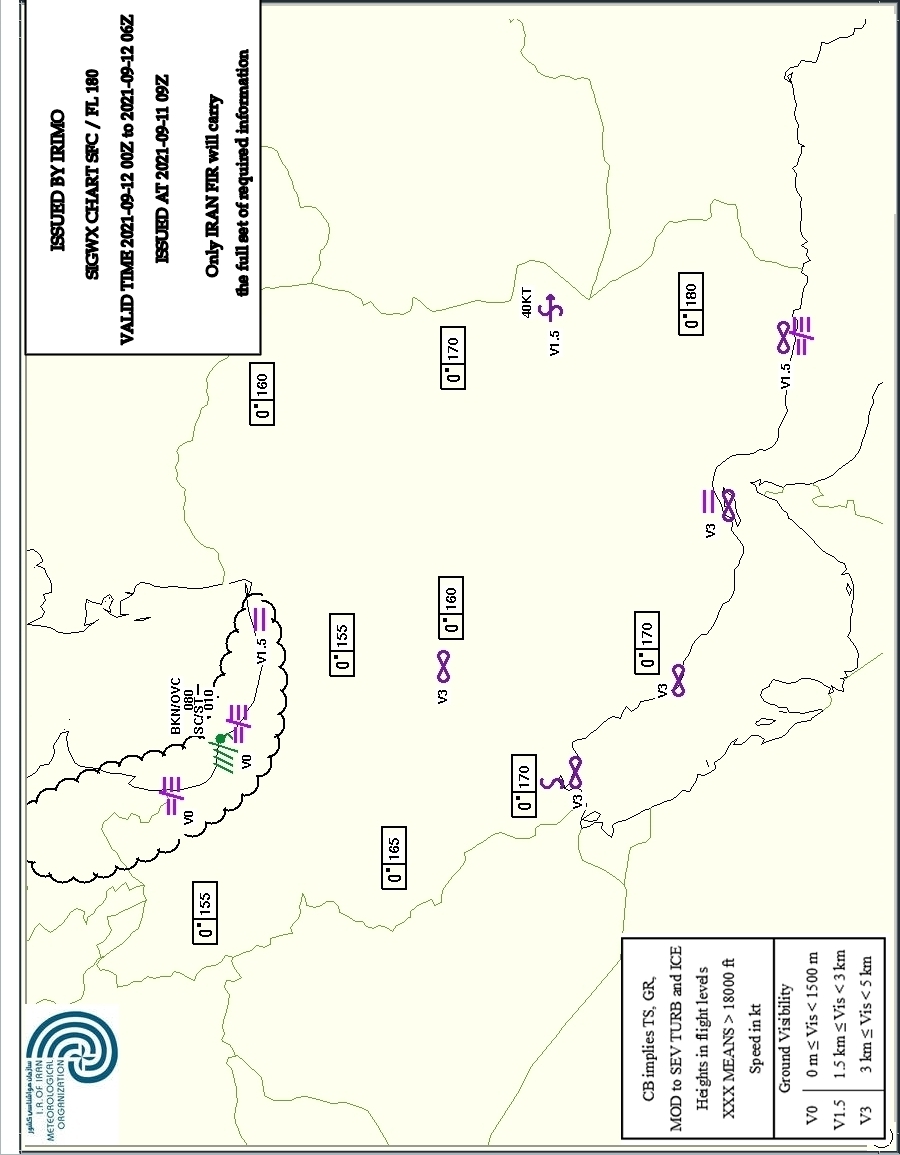 سازمان هواشناسی کشور
I.R. OF IRAN
METEOROLOGICAL
ORGANIZATION
ISSUED BY IRIMO
SIGWX CHART SFC / FL 180
VALID TIME 2021-09-12 00Z to 2021-09-12 06Z
ISSUED AT 2021-09-11 09Z
Only IRAN FIR will carry
the full set of required information
BKN/OVC
080
SC/ST
010
V0
V0
V1.5
0° 155
0° 160
0° 155
0° 165
V3
0° 160
0° 170
0° 170
40KT
V1.5
V3
0° 170
V3
0° 180
V3
V1.5
CB implies TS, GR,
MOD to SEV TURB and ICE
Heights in flight levels
XXX MEANS > 18000 ft
Speed in kt
Ground Visibility
V0 0 m ≤ Vis < 1500 m
V1.5 1.5 km ≤ Vis < 3 km
V3 3 km ≤ Vis < 5 km